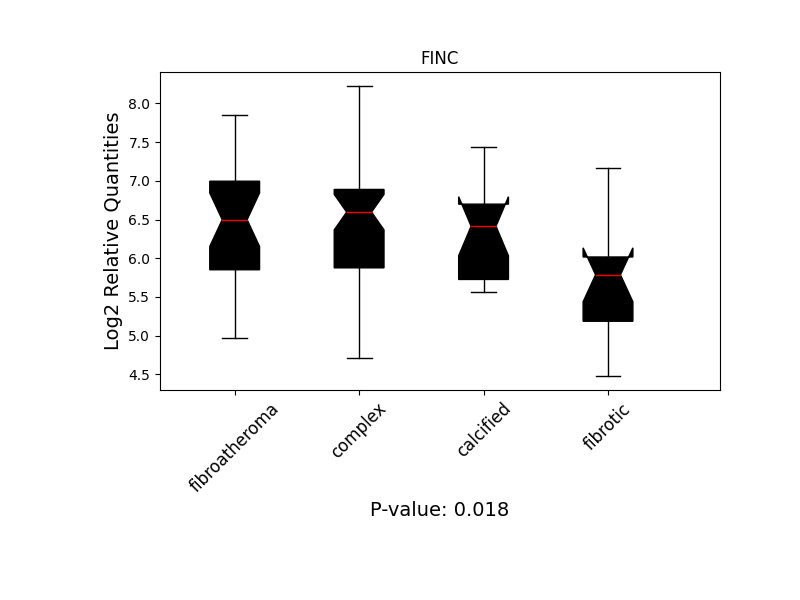 FINC
Log2 Relative Quantities
8.0
7.5
7.0
6.5
6.0
5.5
5.0
4.5
fibroatheroma
complex
calcified
fibrotic
P-value: 0.018